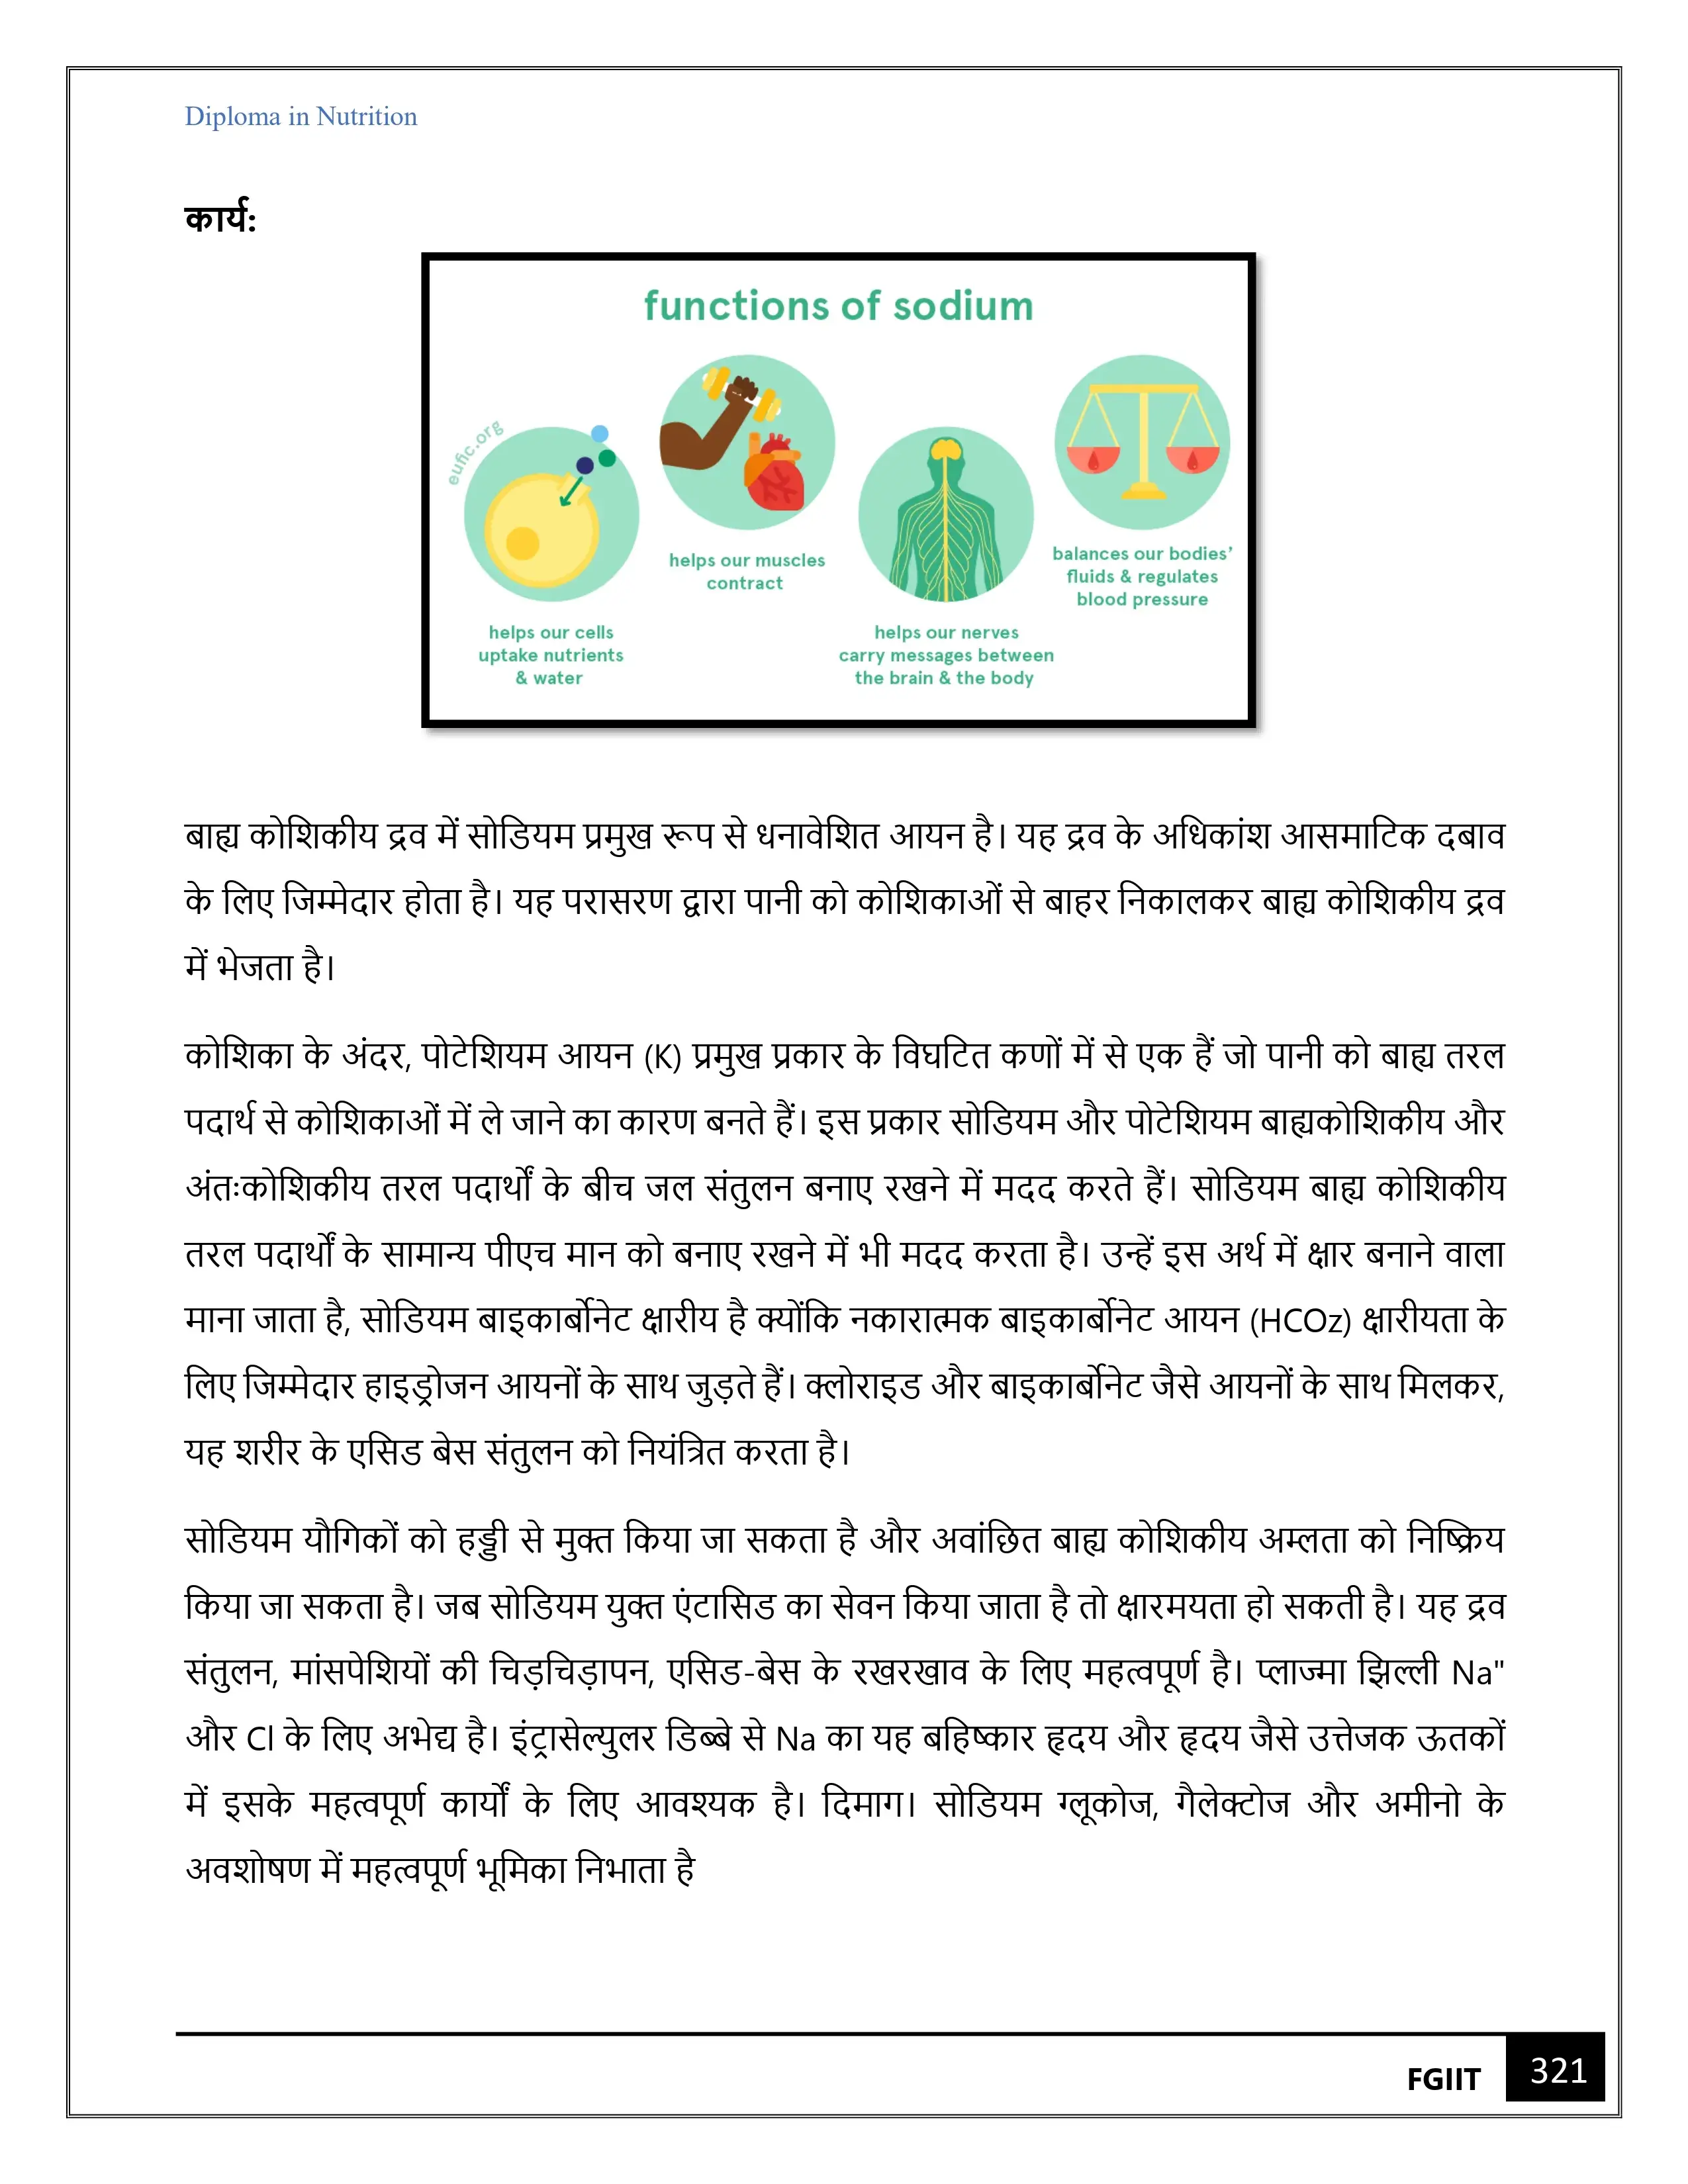 Diploma in Nutrition
कार्य:
functions of sodium
eufic.org
helps our cells
uptake nutrients
& water
helps our muscles
contract
helps our nerves
carry messages between
the brain & the body
balances our bodies’
fluids & regulates
blood pressure
बाह्य कोशिकीय द्रव में सोडियम प्रमुख रूप से धनावेशित आयन है। यह द्रव के अधिकांश आसमाटिक दबाव
के लिए जिम्मेदार होता है। यह परासरण द्वारा पानी को कोशिकाओं से बाहर निकालकर बाह्य कोशिकीय द्रव
में भेजता है।
कोशिका के अंदर, पोटेशियम आयन (K) प्रमुख प्रकार के विघटित कणों में से एक हैं जो पानी को बाह्य तरल
पदार्थ से कोशिकाओं में ले जाने का कारण बनते हैं। इस प्रकार सोडियम और पोटेशियम बाह्यकोशिकीय और
अंतःकोशिकीय तरल पदार्थों के बीच जल संतुलन बनाए रखने में मदद करते हैं। सोडियम बाह्य कोशिकीय
तरल पदार्थों के सामान्य पीएच मान को बनाए रखने में भी मदद करता है। उन्हें इस अर्थ में क्षार बनाने वाला
माना जाता है, सोडियम बाइकार्बोनेट क्षारीय है क्योंकि नकारात्मक बाइकार्बोनेट आयन (HCOz) क्षारीयता के
लिए जिम्मेदार हाइड्रोजन आयनों के साथ जुड़ते हैं। क्लोराइड और बाइकार्बोनेट जैसे आयनों के साथ मिलकर,
यह शरीर के एसिड बेस संतुलन को नियंत्रित करता है।
सोडियम यौगिकों को हड्डी से मुक्त किया जा सकता है और अवांछित बाह्य कोशिकीय अम्लता को निष्क्रिय
किया जा सकता है। जब सोडियम युक्त एंटासिड का सेवन किया जाता है तो क्षारमयता हो सकती है। यह द्रव
संतुलन, मांसपेशियों की चिड़चिड़ापन, एसिड-बेस के रखरखाव के लिए महत्वपूर्ण है। प्लाज्मा झिल्ली Na"
और Cl के लिए अभेद्य है। इंट्रासेल्युलर डिब्बे से Na का यह बहिष्कार हृदय और हृदय जैसे उत्तेजक ऊतकों
में इसके महत्वपूर्ण कार्यों के लिए आवश्यक है। दिमाग। सोडियम ग्लूकोज, गैलेक्टोज और अमीनो के
अवशोषण में महत्वपूर्ण भूमिका निभाता है
FGIIT
321